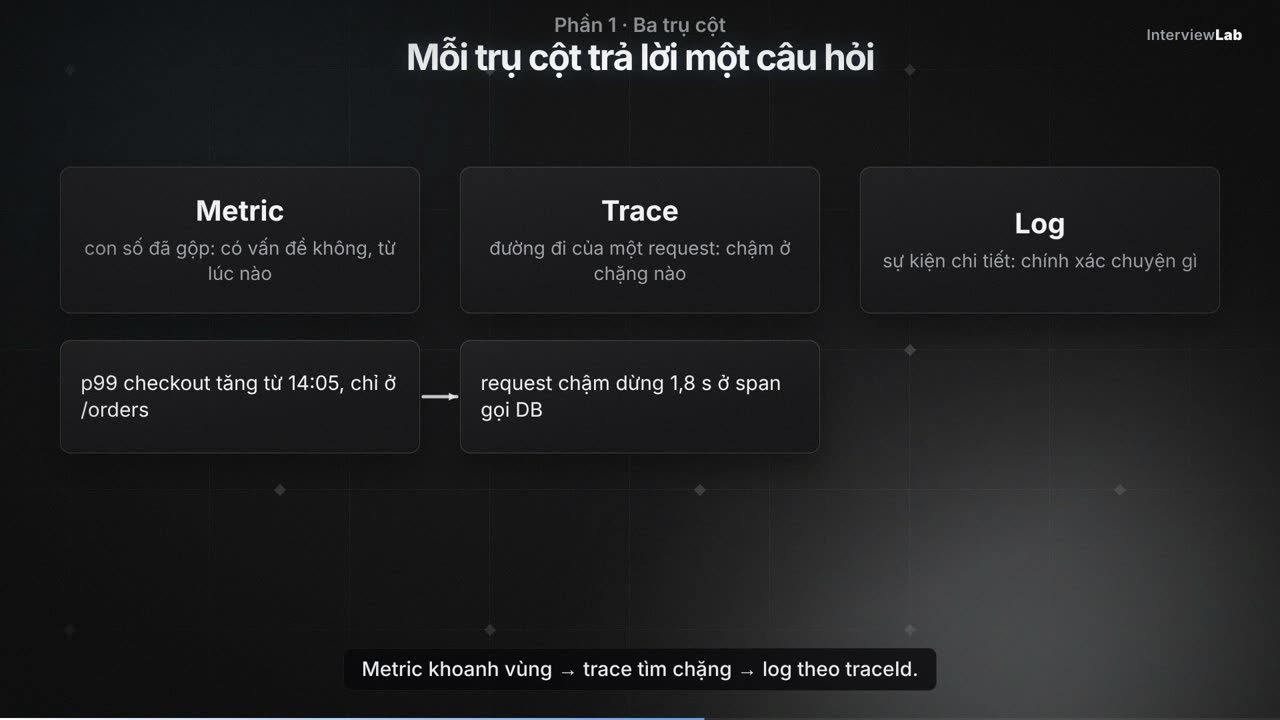 Phần 1 · Ba trụ cột
Mỗi trụ cột trả lời một câu hỏi
InterviewLab
Metric
con số đã gộp: có vấn đề không, từ
lúc nào
Trace
đường đi của một request: chậm ở
chặng nào
Log
sự kiện chi tiết: chính xác chuyện gì
p99 checkout tăng từ 14:05, chỉ ở
/orders
request chậm dừng 1,8 s ở span
gọi DB
Metric khoanh vùng → trace tìm chặng → log theo traceId.